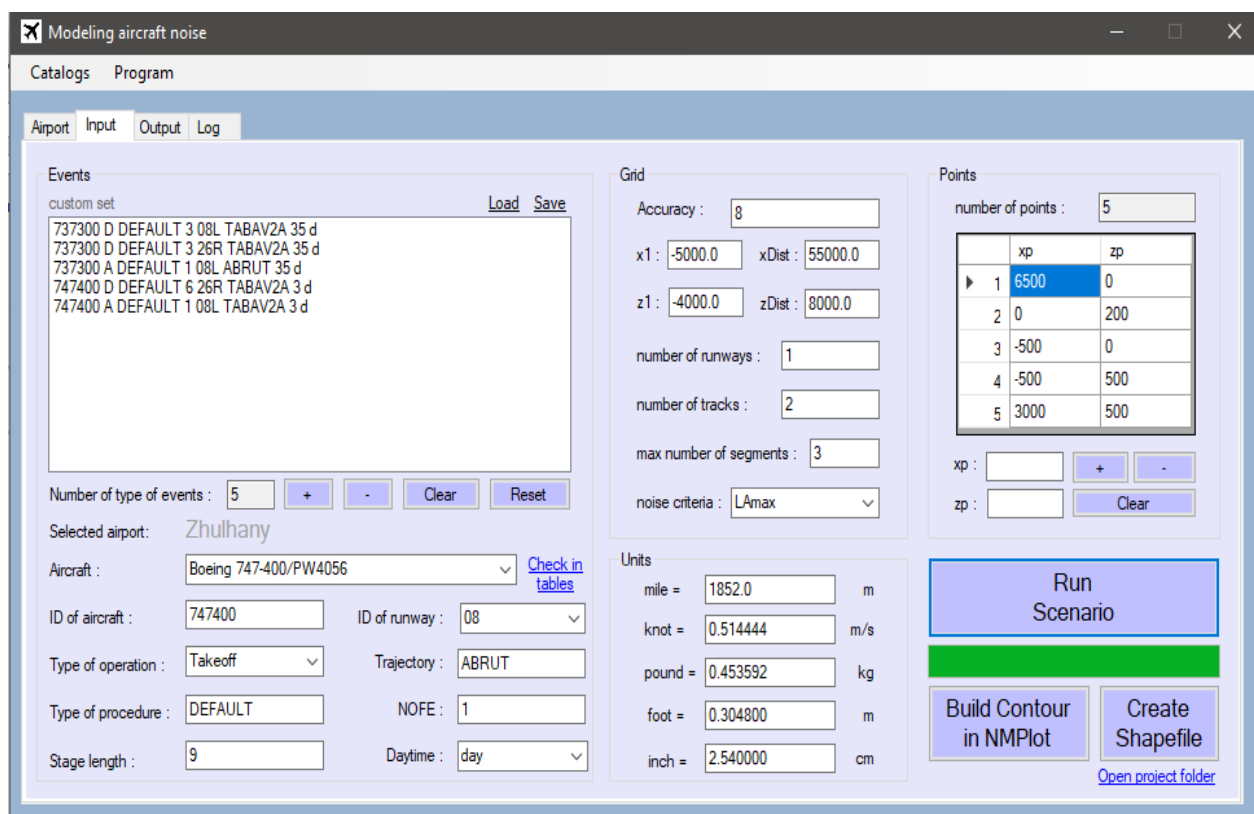 Modeling aircraft noise
Catalogs Program
Airport Input Output Log
Events
custom set Load Save
737300 D DEFAULT 3 08L TABAV2A 35 d
737300 D DEFAULT 3 26R TABAV2A 35 d
737300 A DEFAULT 1 08L ABRUT 35 d
747400 D DEFAULT 6 26R TABAV2A 3 d
747400 A DEFAULT 1 08L TABAV2A 3 d
Number of type of events : 5 + - Clear Reset
Selected airport: Zhulhany
Aircraft : Boeing 747-400/PW4056 Check in
tables
ID of aircraft : 747400 ID of runway : 08
Type of operation : Takeoff Trajectory : ABRUT
Type of procedure : DEFAULT NOFE : 1
Stage length : 9 Daytime : day
Grid
Accuracy : 8
x1 : -5000.0 xDist : 55000.0
z1 : -4000.0 zDist : 8000.0
number of runways : 1
number of tracks : 2
max number of segments : 3
noise criteria : LAmax
Units
mile = 1852.0 m
knot = 0.514444 m/s
pound = 0.453592 kg
foot = 0.304800 m
inch = 2.540000 cm
Points
number of points : 5
xp zp
1 6500 0
2 0 200
3 -500 0
4 -500 500
5 3000 500
xp : + -
zp : Clear
Run
Scenario
Build Contour
in NMPlot
Create
Shapefile
Open project folder